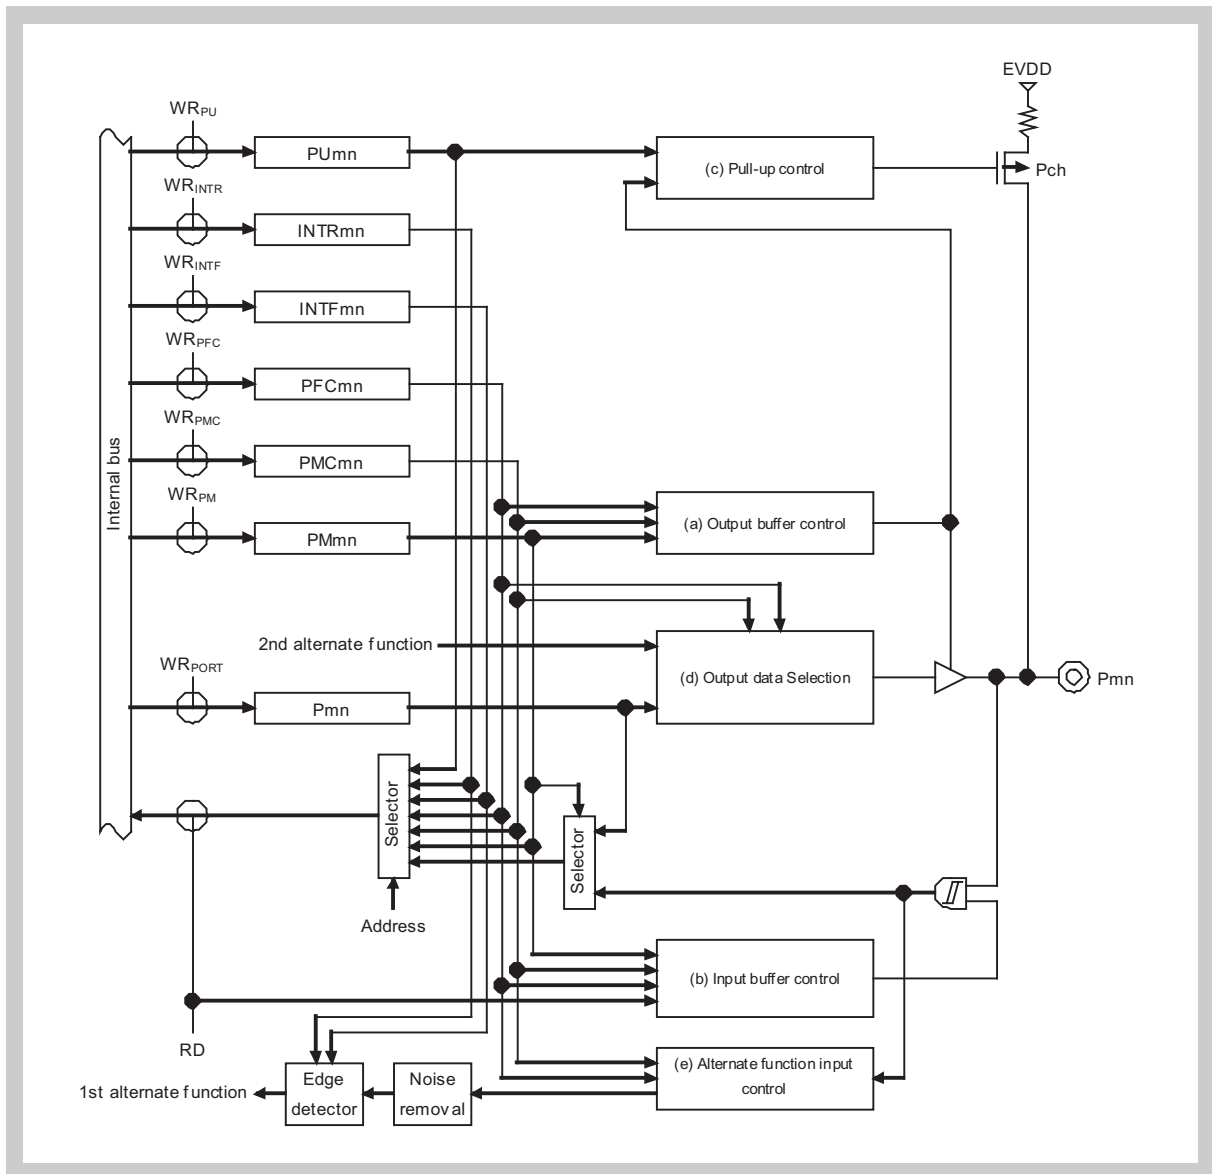 EVDD
WRPU
PUmn
(c) Pull-up control
Pch
WRINTR
INTRmn
WRINTF
INTFmn
WRPFC
PFCmn
WRPMC
PMCmn
Internal bus
WRPM
PMmn
(a) Output buffer control
2nd alternate function
WRPORT
Pmn
(d) Output data Selection
Pmn
Selector
Selector
Address
(b) Input buffer control
RD
(e) Alternate function input
control
1st alternate function
Edge
detector
Noise
removal